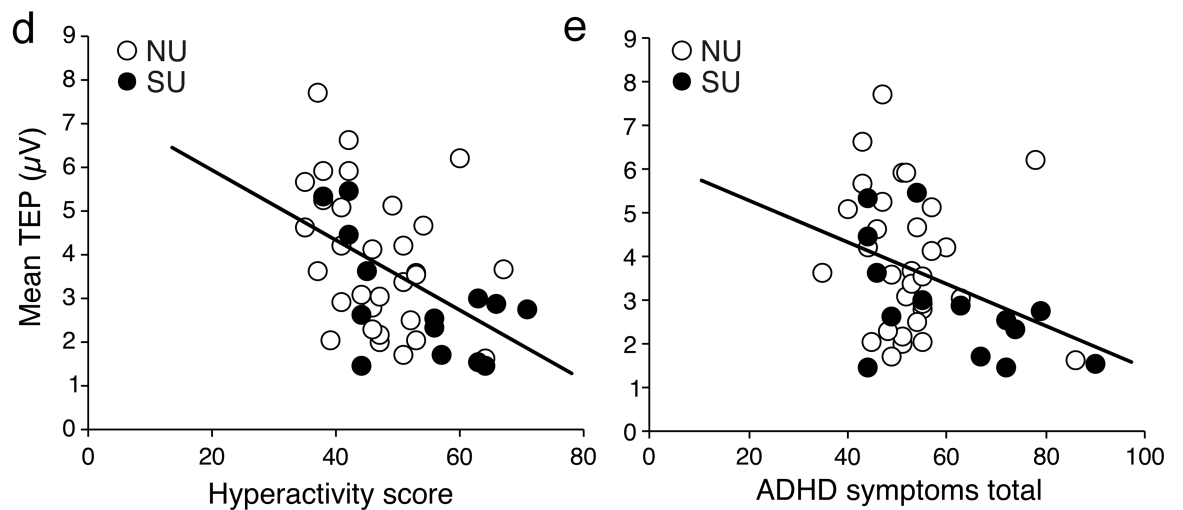 d
9
8
7
6
5
4
3
2
1
0
Mean TEP (µV)
NU
SU
0 20 40 60 80
Hyperactivity score
e
9
8
7
6
5
4
3
2
1
0
NU
SU
0 20 40 60 80 100
ADHD symptoms total